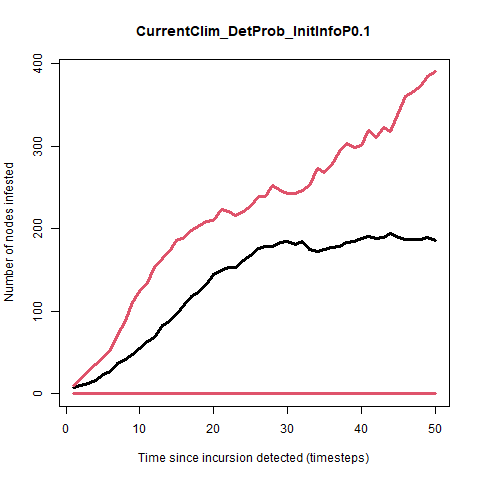 CurrentClim_DetProb_InitInfoP0.1
Number of nodes infested
400
300
200
100
0
0 10 20 30 40 50
Time since incursion detected (timesteps)